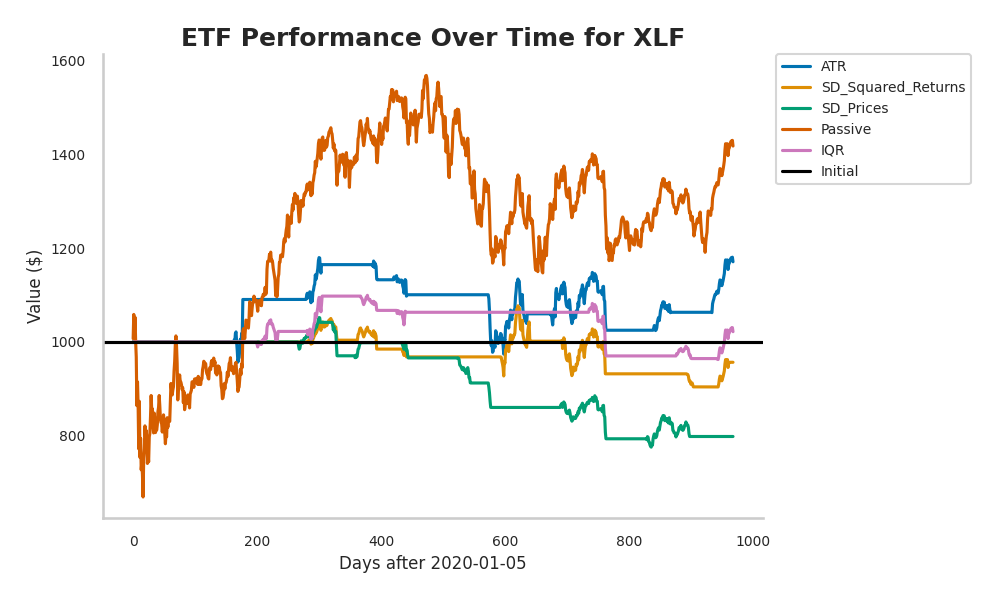 ETF Performance Over Time for XLF
1600
1400
1200
1000
800
Value ($)
0
200
400
600
800
1000
Days after 2020-01-05
ATR
SD_Squared_Returns
SD_Prices
Passive
IQR
Initial